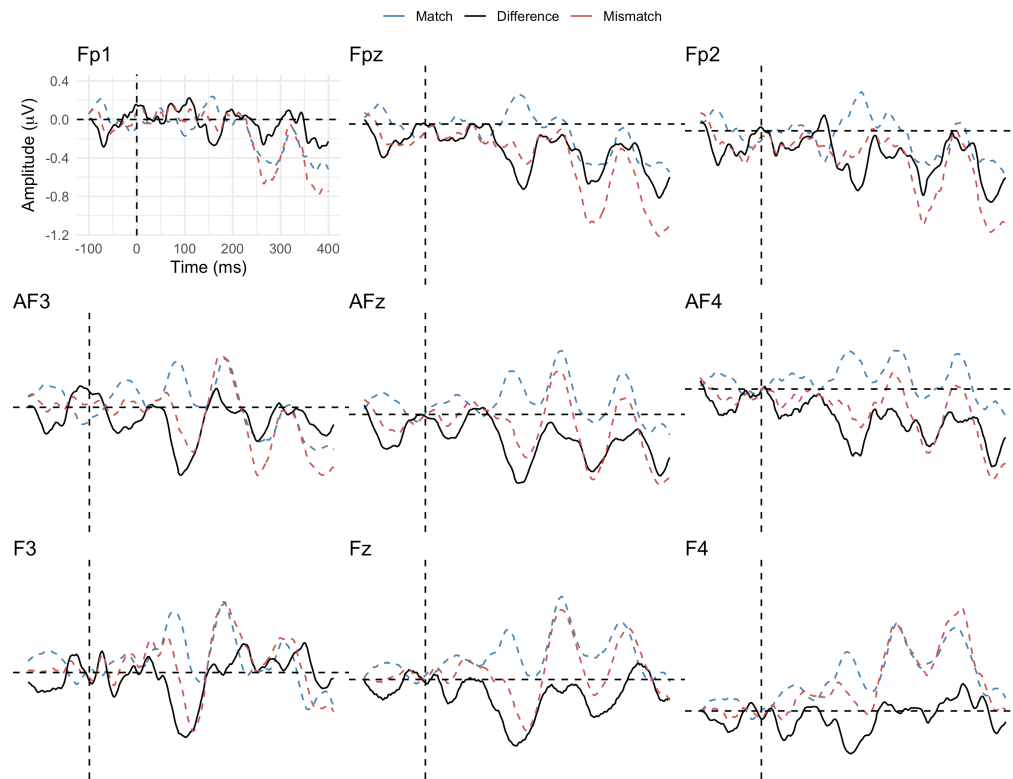 Match Difference Mismatch
Fp1
Fpz
Fp2
Amplitude (μV)
0.4
0.0
-0.4
-0.8
-1.2
-100 0 100 200 300 400
Time (ms)
AF3
AFz
AF4
F3
Fz
F4